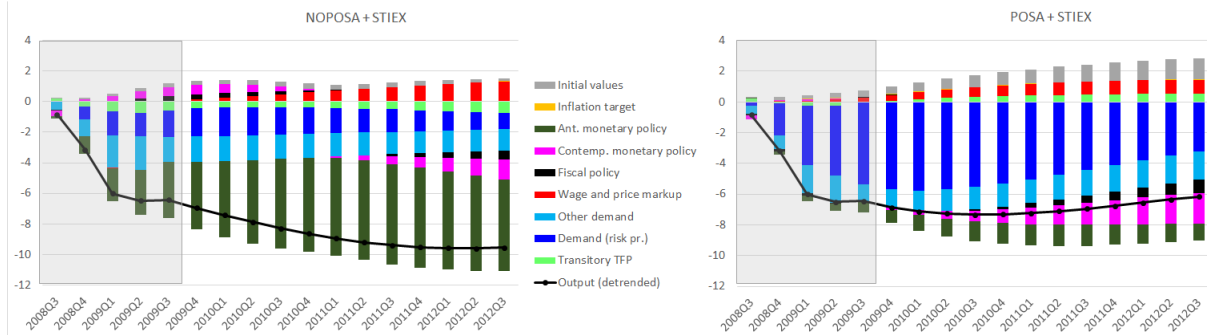 NOPOSA + STIEX
4
2
0
-2
-4
-6
-8
-10
-12
2008Q3
2008Q4
2009Q1
2009Q2
2009Q3
2009Q4
2010Q1
2010Q2
2010Q3
2010Q4
2011Q1
2011Q2
2011Q3
2011Q4
2012Q1
2012Q2
2012Q3
Initial values
Inflation target
Ant. monetary policy
Contemp. monetary policy
Fiscal policy
Wage and price markup
Other demand
Demand (risk pr.)
Transitory TFP
Output (detrended)
POSA + STIEX
4
2
0
-2
-4
-6
-8
-10
-12
2008Q3
2008Q4
2009Q1
2009Q2
2009Q3
2009Q4
2010Q1
2010Q2
2010Q3
2010Q4
2011Q1
2011Q2
2011Q3
2011Q4
2012Q1
2012Q2
2012Q3